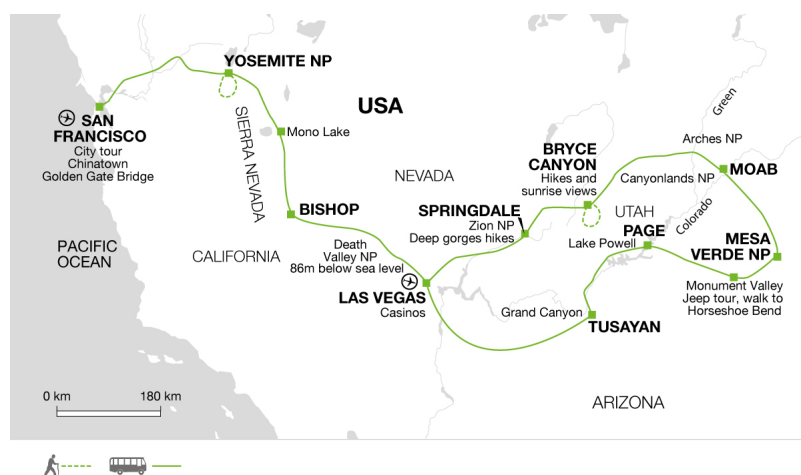 YOSEMITE NP
SAN
FRANCISCO
City tour
Chinatown
Golden Gate Bridge
USA
SIERRA NEVADA
Mono Lake
Green
Arches NP
BRYCE
CANYON
Hikes and
sunrise views
Canyonlands NP
MOAB
NEVADA
BISHOP
SPRINGDALE
Zion NP
Deep gorges hikes
UTAH
Colorado
PAGE
Lake Powell
MESA
VERDE NP
PACIFIC
OCEAN
CALIFORNIA
Death
Valley NP
86m below sea level
LAS VEGAS
Casinos
Monument Valley
Jeep tour, walk to
Horseshoe Bend
Grand Canyon
TUSAYAN
0 km
180 km
ARIZONA